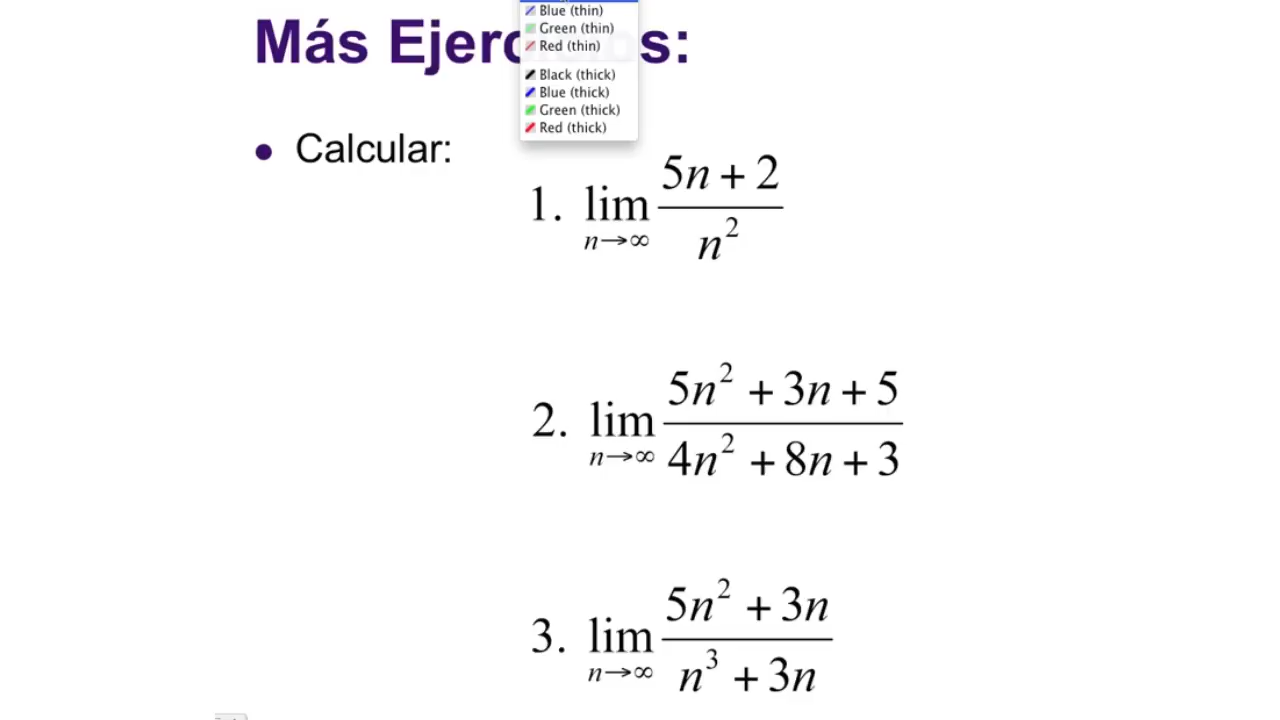 Blue (thin)
Green (thin)
Red (thin)
Black (thick)
Blue (thick)
Green (thick)
Red (thick)
Más Ejercicios:
• Calcular:
1. lim n→∞ (5n + 2) / n²
2. lim n→∞ (5n² + 3n + 5) / (4n² + 8n + 3)
3. lim n→∞ (5n² + 3n) / (n³ + 3n)